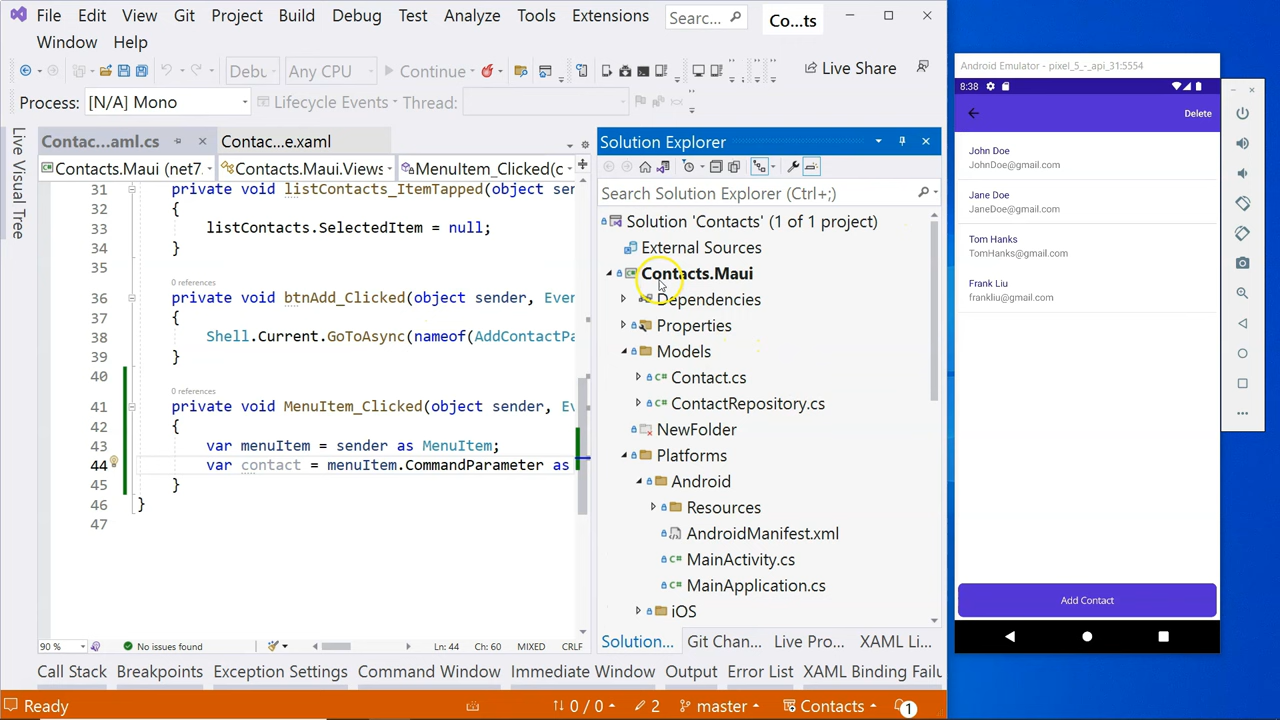 File Edit View Git Project Build Debug Test Analyze Tools Extensions Searc... Co...ts
Window Help
Debu Any CPU Continue Live Share
Process: [N/A] Mono Lifecycle Events Thread:
Live Visual Tree
Contac...aml.cs Contac...e.xaml
Contacts.Maui (net7 Contacts.Maui.Views MenuItem_Clicked(c
31 private void listContacts_ItemTapped(object sen
32 {
33 listContacts.SelectedItem = null;
34 }
35
0 references
36 private void btnAdd_Clicked(object sender, Even
37 {
38 Shell.Current.GoToAsync(nameof(AddContactPa
39 }
40
0 references
41 private void MenuItem_Clicked(object sender, Ev
42 {
43 var menuItem = sender as MenuItem;
44 var contact = menuItem.CommandParameter as
45 }
46 }
47
90 % No issues found Ln: 44 Ch: 60 MIXED CRLF
Solution Explorer
Search Solution Explorer (Ctrl+;)
Solution 'Contacts' (1 of 1 project)
External Sources
Contacts.Maui
Dependencies
Properties
Models
Contact.cs
ContactRepository.cs
NewFolder
Platforms
Android
Resources
AndroidManifest.xml
MainActivity.cs
MainApplication.cs
iOS
Solution... Git Chan... Live Pro... XAML Li...
Call Stack Breakpoints Exception Settings Command Window Immediate Window Output Error List XAML Binding Failu
Ready 0 / 0 2 master Contacts 1
Android Emulator - pixel_5_-_api_31:5554
8:38
Delete
John Doe
JohnDoe@gmail.com
Jane Doe
JaneDoe@gmail.com
Tom Hanks
TomHanks@gmail.com
Frank Liu
frankliu@gmail.com
Add Contact